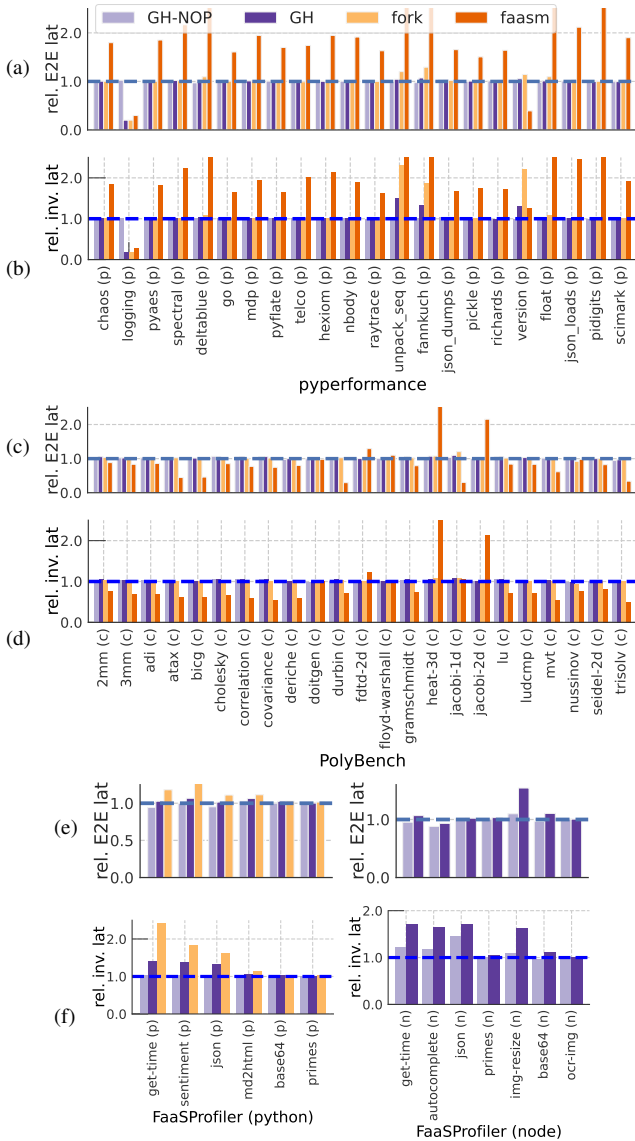 GH-NOP GH fork faasm
(a)
rel. E2E lat
2.0
1.0
0.0
(b)
rel. inv. lat
2.0
1.0
0.0
chaos (p)
logging (p)
pyaes (p)
spectral (p)
deltablue (p)
go (p)
mdp (p)
pyflate (p)
telco (p)
hexiom (p)
nbody (p)
raytrace (p)
unpack_seq (p)
fannkuch (p)
json_dumps (p)
pickle (p)
richards (p)
version (p)
float (p)
json_loads (p)
pidigits (p)
scimark (p)
pyperformance
(c)
rel. E2E lat
2.0
1.0
0.0
(d)
rel. inv. lat
2.0
1.0
0.0
2mm (c)
3mm (c)
adi (c)
atax (c)
bicg (c)
cholesky (c)
correlation (c)
covariance (c)
deriche (c)
doitgen (c)
durbin (c)
fdtd-2d (c)
floyd-warshall (c)
gramschmidt (c)
heat-3d (c)
jacobi-1d (c)
jacobi-2d (c)
lu (c)
ludcmp (c)
mvt (c)
nussinov (c)
seidel-2d (c)
trisolv (c)
PolyBench
(e)
rel. E2E lat
1.0
0.5
0.0
rel. E2E lat
1.0
0.0
(f)
rel. inv. lat
2.0
1.0
0.0
get-time (p)
sentiment (p)
json (p)
md2html (p)
base64 (p)
primes (p)
FaaSProfiler (python)
rel. inv. lat
2.0
1.0
0.0
get-time (n)
autocomplete (n)
json (n)
primes (n)
img-resize (n)
base64 (n)
ocr-img (n)
FaaSProfiler (node)